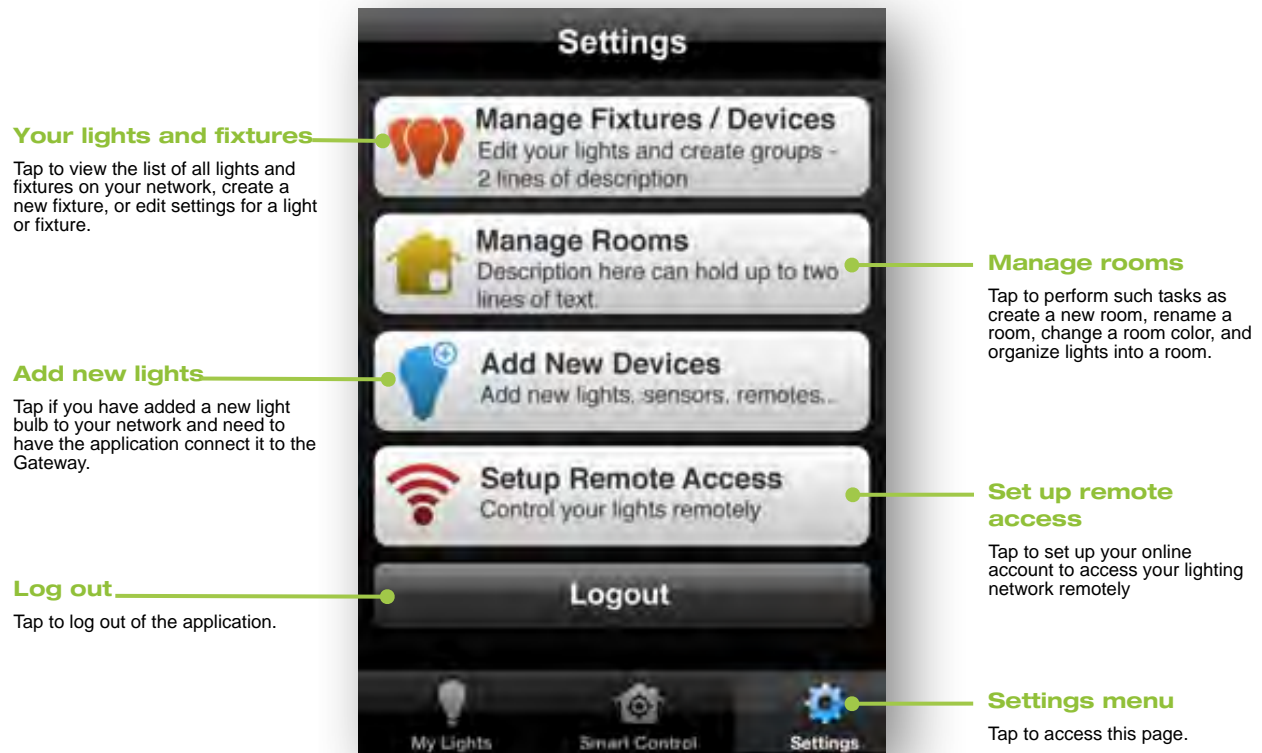 Settings
Your lights and fixtures
Tap to view the list of all lights and
fixtures on your network, create a
new fixture, or edit settings for a light
or fixture.
Manage Fixtures / Devices
Edit your lights and create groups -
2 lines of description
Manage Rooms
Description here can hold up to two
lines of text.
Manage rooms
Tap to perform such tasks as
create a new room, rename a
room, change a room color, and
organize lights into a room.
Add new lights
Tap if you have added a new light
bulb to your network and need to
have the application connect it to the
Gateway.
Add New Devices
Add new lights, sensors, remotes...
Setup Remote Access
Control your lights remotely
Set up remote
access
Tap to set up your online
account to access your lighting
network remotely
Log out
Tap to log out of the application.
Logout
My Lights
Smart Control
Settings
Settings menu
Tap to access this page.